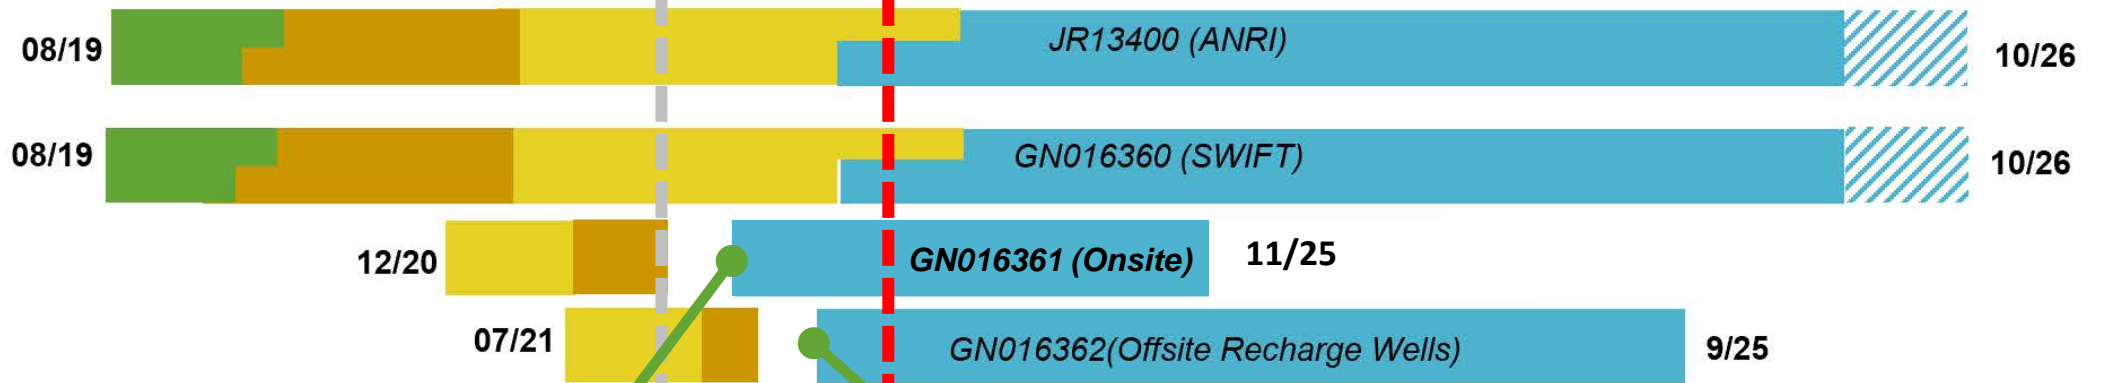 08/19 JR13400 (ANRI) 10/26
08/19 GN016360 (SWIFT) 10/26
12/20 GN016361 (Onsite) 11/25
07/21 GN016362(Offsite Recharge Wells) 9/25